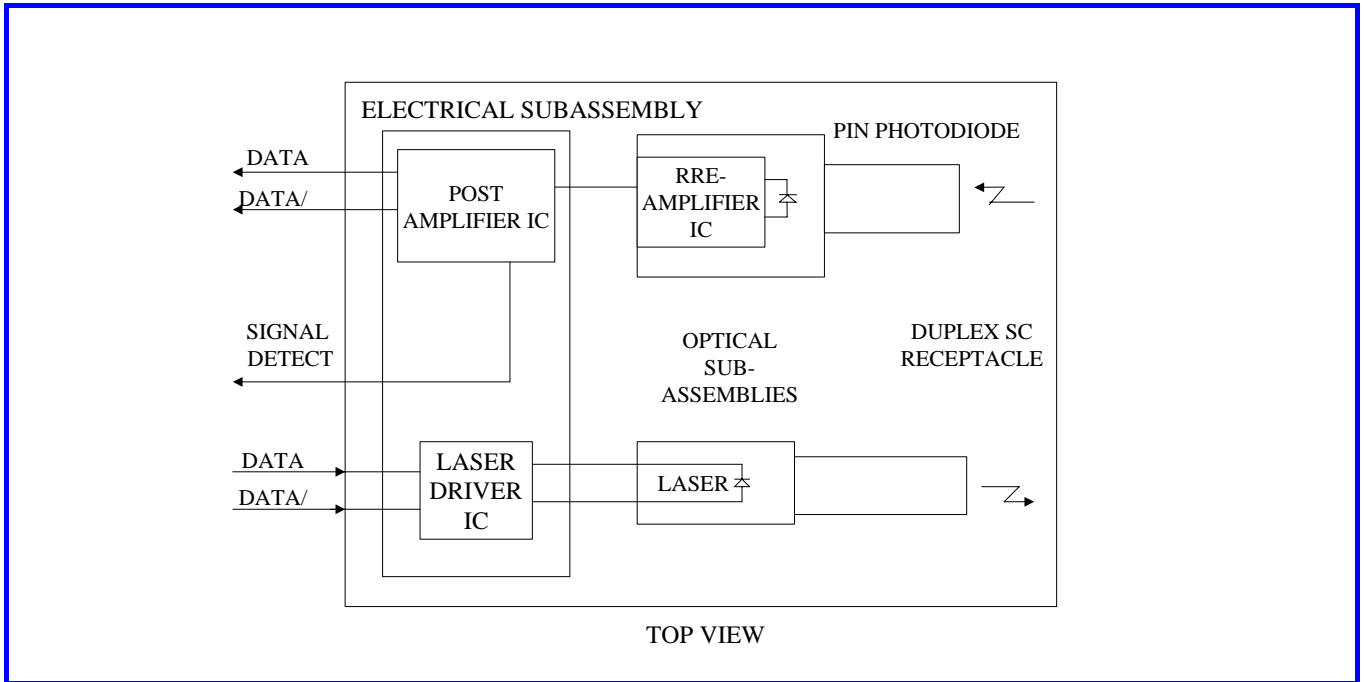 ELECTRICAL SUBASSEMBLY
PIN PHOTODIODE
DATA
DATA/
POST
AMPLIFIER IC
RRE-
AMPLIFIER
IC
SIGNAL
DETECT
OPTICAL
SUB-
ASSEMBLIES
DUPLEX SC
RECEPTACLE
DATA
DATA/
LASER
DRIVER
IC
LASER
TOP VIEW